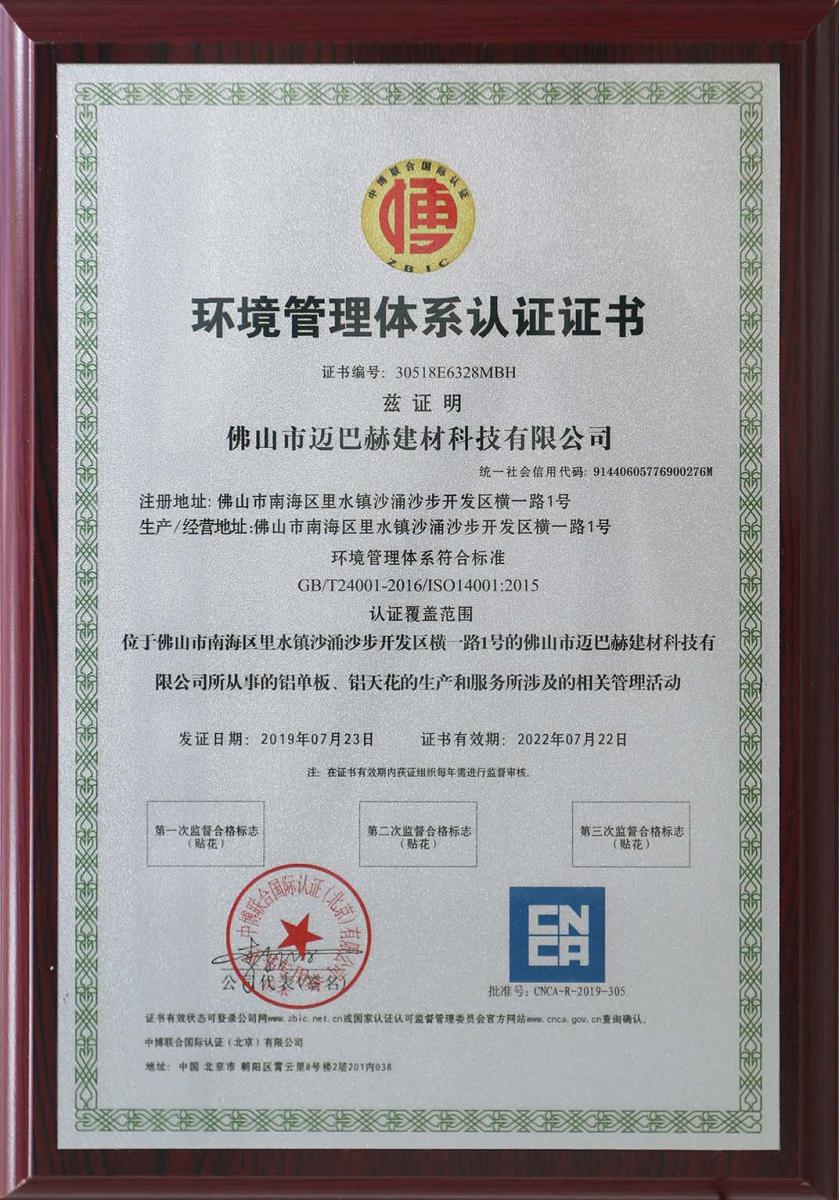 中博联合国际认证
博
ZBIC
环境管理体系认证证书
证书编号: 30518E6328MBH
兹证明
佛山市迈巴赫建材科技有限公司
统一社会信用代码: 91440605776900276M
注册地址: 佛山市南海区里水镇沙涌沙步开发区横一路1号
生产/经营地址:佛山市南海区里水镇沙涌沙步开发区横一路1号
环境管理体系符合标准
GB/T24001-2016/ISO14001:2015
认证覆盖范围
位于佛山市南海区里水镇沙涌沙步开发区横一路1号的佛山市迈巴赫建材科技有
限公司所从事的铝单板、铝天花的生产和服务所涉及的相关管理活动
发证日期: 2019年07月23日 证书有效期: 2022年07月22日
注: 在证书有效期内获证组织每年需进行监督审核。
第一次监督合格标志
(贴花)
第二次监督合格标志
(贴花)
第三次监督合格标志
(贴花)
中博联合国际认证(北京)有限公司
公司代表(签名)
CN
CA
批准号: CNCA-R-2019-305
证书有效状态可登录公司网www.zbic.net.cn或国家认证认可监督管理委员会官方网站www.cnca.gov.cn查询确认。
中博联合国际认证(北京)有限公司
地址: 中国 北京市 朝阳区霄云里8号楼2层201内038